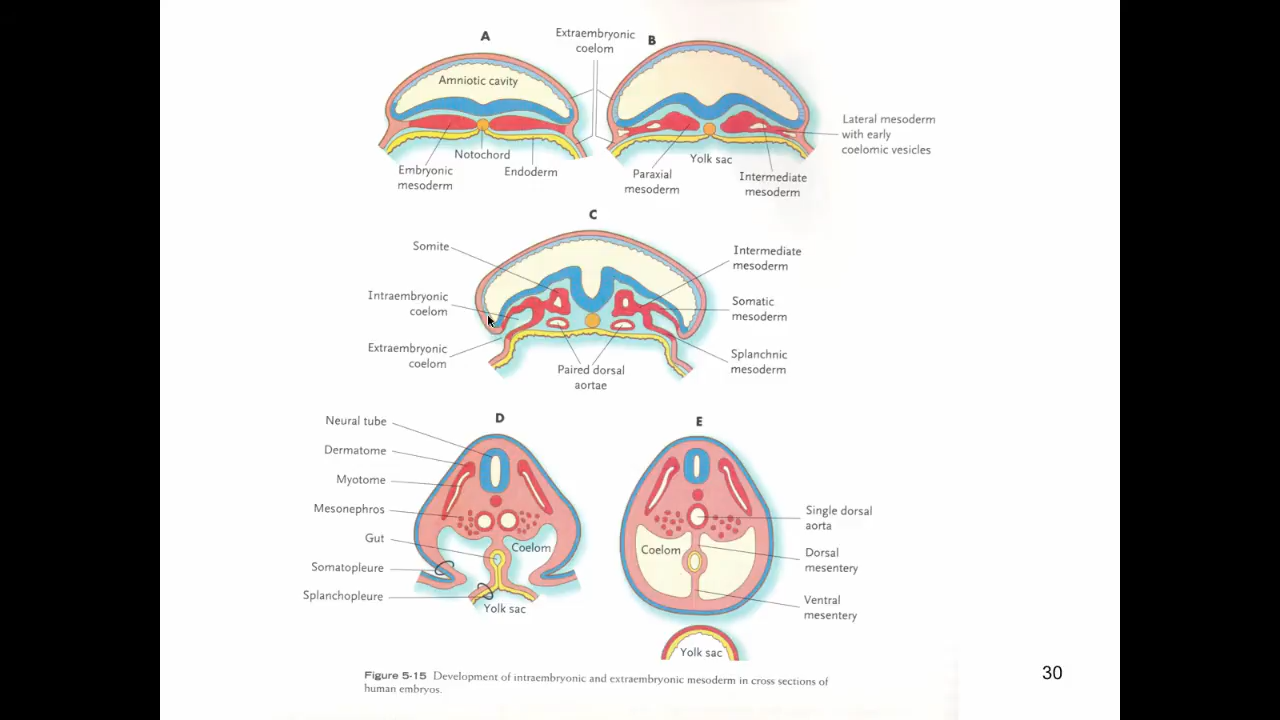 A
Extraembryonic
coelom
B
Amniotic cavity
Lateral mesoderm
with early
coelomic vesicles
Notochord
Embryonic
mesoderm
Endoderm
Yolk sac
Paraxial
mesoderm
Intermediate
mesoderm
C
Somite
Intermediate
mesoderm
Intraembryonic
coelom
Somatic
mesoderm
Extraembryonic
coelom
Splanchnic
mesoderm
Paired dorsal
aortae
D
Neural tube
Dermatome
Myotome
Mesonephros
Gut
Coelom
Somatopleure
Splanchopleure
Yolk sac
E
Single dorsal
aorta
Coelom
Dorsal
mesentery
Ventral
mesentery
Yolk sac
Figure 5-15 Development of intraembryonic and extraembryonic mesoderm in cross sections of
human embryos.
30